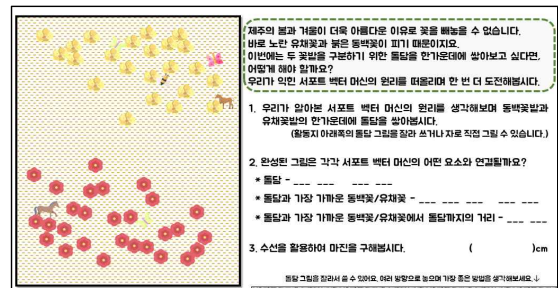 제주의 봄과 겨울이 더욱 아름다운 이유로 꽃을 빼놓을 수 없습니다.
바로 노란 유채꽃과 붉은 동백꽃이 피기 때문이지요.
이번에는 두 꽃밭을 구분하기 위한 돌담을 한가운데에 쌓아보고 싶다면,
어떻게 해야 할까요?
우리가 익힌 서포트 벡터 머신의 원리를 떠올리며 한 번 더 도전해봅시다.
1. 우리가 알아본 서포트 벡터 머신의 원리를 생각해보며 동백꽃밭과
유채꽃밭의 한가운데에 돌담을 쌓아봅시다.
(활동지 아래쪽의 돌담 그림을 잘라 쓰거나 자로 직접 그릴 수 있습니다.)
2. 완성된 그림은 각각 서포트 벡터 머신의 어떤 요소와 연결될까요?
* 돌담 - ___ ___ ___ ___
* 돌담과 가장 가까운 동백꽃/유채꽃 - ___ ___ ___ ___ ___
* 돌담과 가장 가까운 동백꽃/유채꽃에서 돌담까지의 거리 - ___ ___
3. 수선을 활용하여 마진을 구해봅시다. ( )cm
돌담 그림을 잘라서 쓸 수 있어요. 여러 방향으로 놓으며 가장 좋은 방법을 생각해보세요.↓